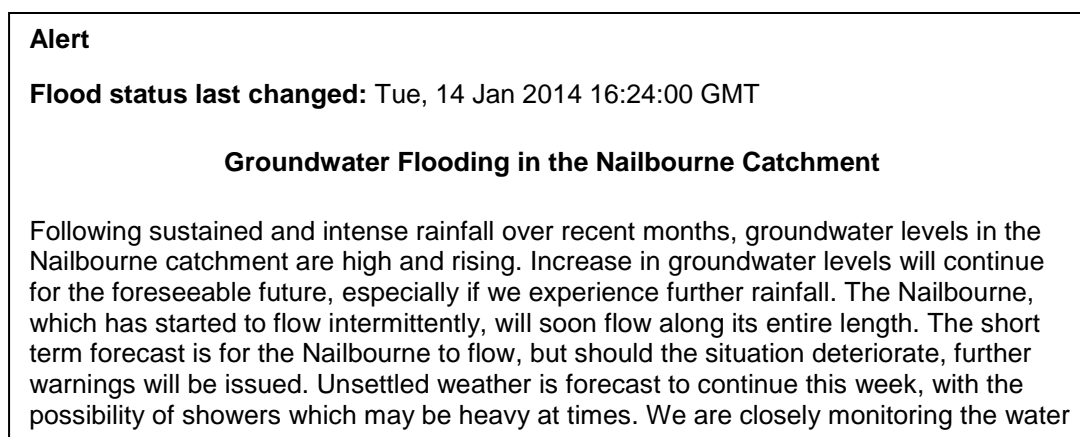 Alert
Flood status last changed: Tue, 14 Jan 2014 16:24:00 GMT
Groundwater Flooding in the Nailbourne Catchment
Following sustained and intense rainfall over recent months, groundwater levels in the
Nailbourne catchment are high and rising. Increase in groundwater levels will continue
for the foreseeable future, especially if we experience further rainfall. The Nailbourne,
which has started to flow intermittently, will soon flow along its entire length. The short
term forecast is for the Nailbourne to flow, but should the situation deteriorate, further
warnings will be issued. Unsettled weather is forecast to continue this week, with the
possibility of showers which may be heavy at times. We are closely monitoring the water